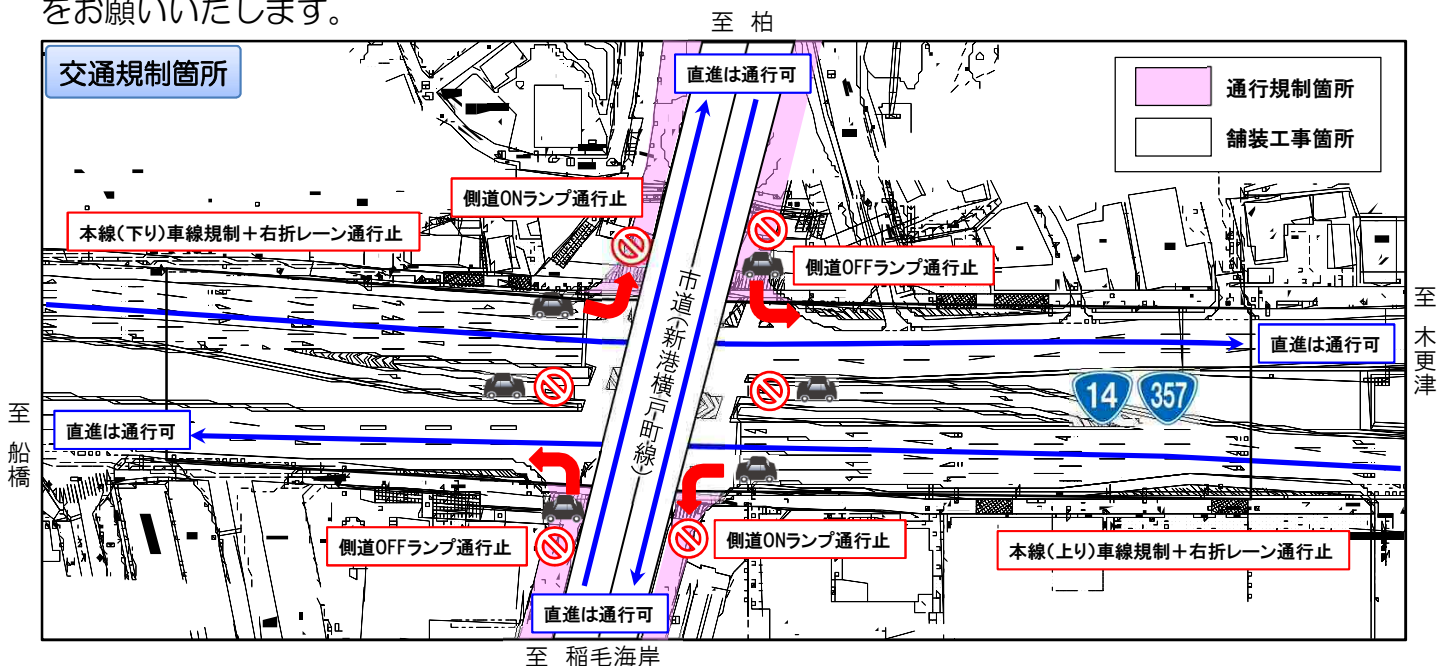 をお願いいたします。
至 柏
交通規制箇所
直進は通行可
通行規制箇所
舗装工事箇所
側道ONランプ通行止
本線(下り)車線規制+右折レーン通行止
側道OFFランプ通行止
市道(新港横戸町線)
至 木更津
直進は通行可
14
357
至 船橋
直進は通行可
側道OFFランプ通行止
側道ONランプ通行止
本線(上り)車線規制+右折レーン通行止
直進は通行可
至 稲毛海岸